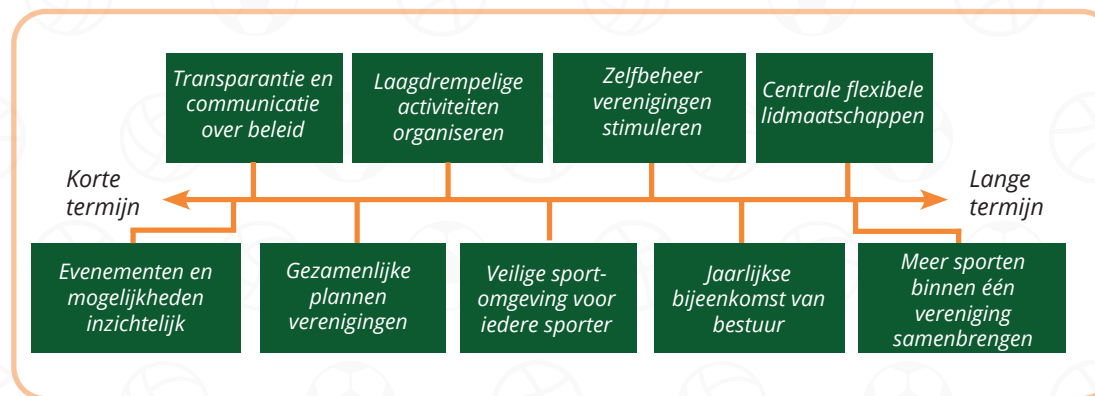 Transparantie en
communicatie
over beleid
Laagdrempelige
activiteiten
organiseren
Zelfbeheer
verenigingen
stimuleren
Centrale flexibele
lidmaatschappen
Korte
termijn
Lange
termijn
Evenementen en
mogelijkheden
inzichtelijk
Gezamenlijke
plannen
verenigingen
Veilige sport-
omgeving voor
iedere sporter
Jaarlijkse
bijeenkomst van
bestuur
Meer sporten
binnen één
vereniging
samenbrengen